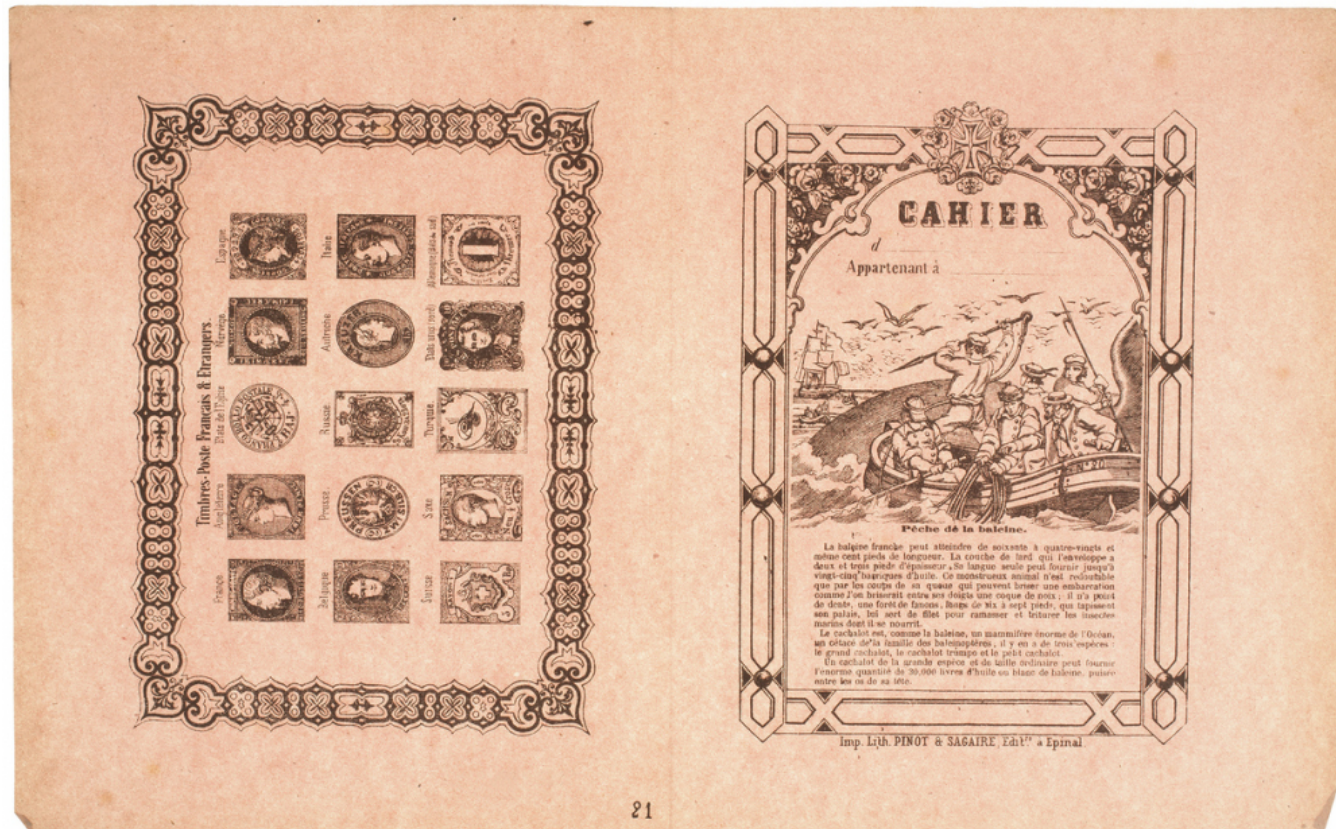 Timbres-Poste Francais & Etrangers.
France
Angleterre
Etats de l'Eglise
Norvège
Espagne
Belgique
Prusse
Russie
Autriche
Italie
Suisse
Saxe
Turquie
Etats unis
CAHIER
d
Appartenant à
N° 20
Pêche de la baleine.
La baleine franche peut atteindre de soixante à quatre-vingts et
même cent pieds de longueur. La couche de lard qui l'enveloppe a
deux et trois pieds d'épaisseur. Sa langue seule peut fournir jusqu'à
vingt-cinq barriques d'huile. Ce monstrueux animal n'est redoutable
que par les coups de sa queue qui peuvent briser une embarcation
comme l'on briserait entre ses doigts une coque de noix ; il n'a point
de dents, une forêt de fanons, longs de six à sept pieds, qui tapissent
son palais, lui sert de filet pour ramasser et triturer les insectes
marins dont il se nourrit.
Le cachalot est, comme la baleine, un mammifère énorme de l'Océan,
un cétacé de la famille des baleinoptères, il y en a de trois espèces :
le grand cachalot, le cachalot trumpo et le petit cachalot.
Un cachalot de la grande espèce et de taille ordinaire peut fournir
l'énorme quantité de 30,000 livres d'huile ou blanc de baleine, puisée
entre les os de sa tête.
Imp. Lith. PINOT & SAGAIRE, Edit.rs à Epinal
21